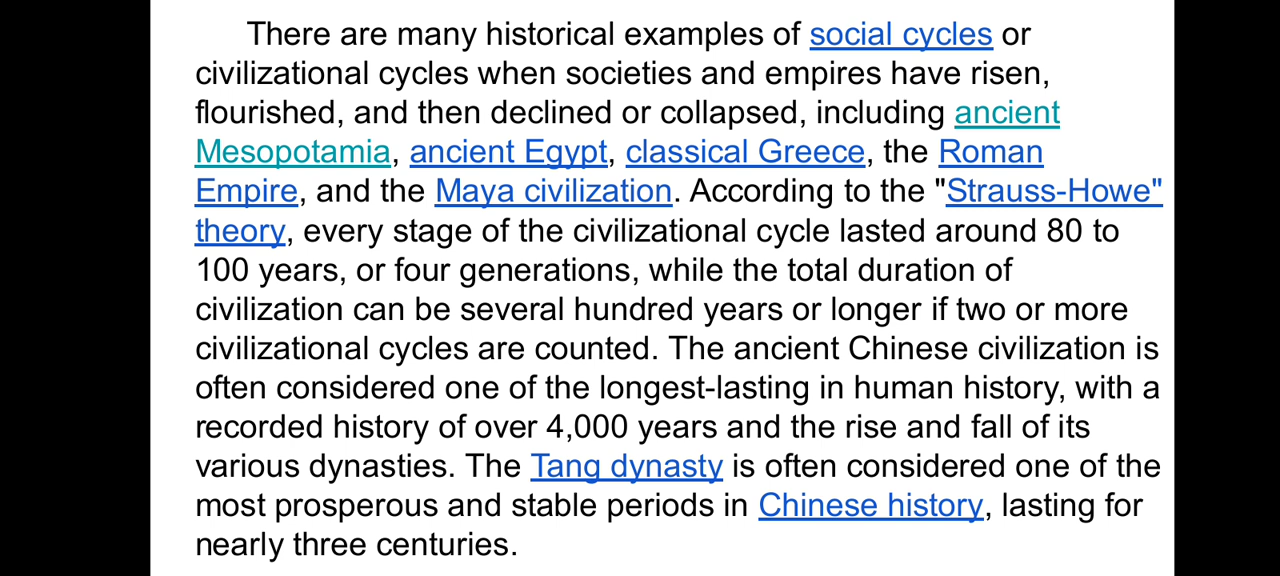 There are many historical examples of social cycles or
civilizational cycles when societies and empires have risen,
flourished, and then declined or collapsed, including ancient
Mesopotamia, ancient Egypt, classical Greece, the Roman
Empire, and the Maya civilization. According to the "Strauss-Howe"
theory, every stage of the civilizational cycle lasted around 80 to
100 years, or four generations, while the total duration of
civilization can be several hundred years or longer if two or more
civilizational cycles are counted. The ancient Chinese civilization is
often considered one of the longest-lasting in human history, with a
recorded history of over 4,000 years and the rise and fall of its
various dynasties. The Tang dynasty is often considered one of the
most prosperous and stable periods in Chinese history, lasting for
nearly three centuries.